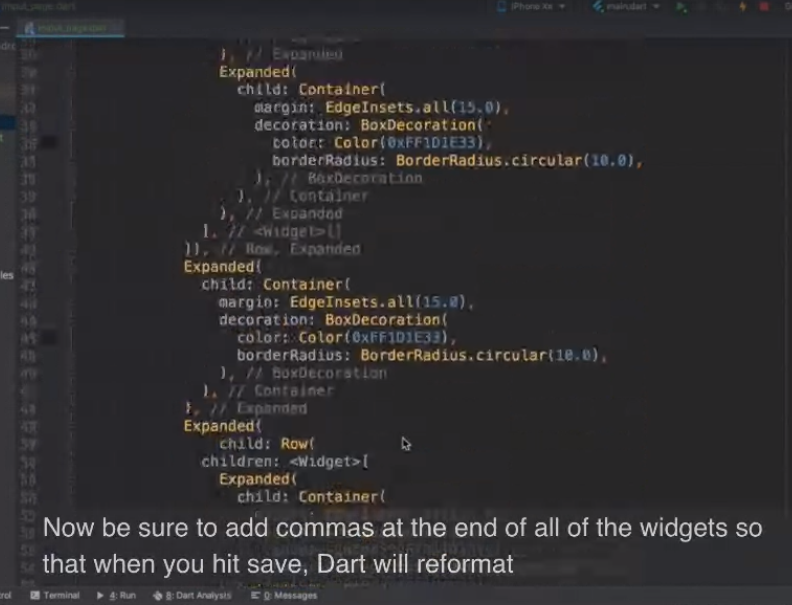 input_page.dart
iPhone Xʀ
main.dart
input_page.dart
), // Expanded
Expanded(
child: Container(
margin: EdgeInsets.all(15.0),
decoration: BoxDecoration(
color: Color(0xFF1D1E33),
borderRadius: BorderRadius.circular(10.0),
), // BoxDecoration
), // Container
), // Expanded
], // <Widget>[]
)), // Row, Expanded
Expanded(
child: Container(
margin: EdgeInsets.all(15.0),
decoration: BoxDecoration(
color: Color(0xFF1D1E33),
borderRadius: BorderRadius.circular(10.0),
), // BoxDecoration
), // Container
), // Expanded
Expanded(
child: Row(
children: <Widget>[
Expanded(
child: Container(
Now be sure to add commas at the end of all of the widgets so
that when you hit save, Dart will reformat
Terminal 4: Run 8: Dart Analysis 0: Messages